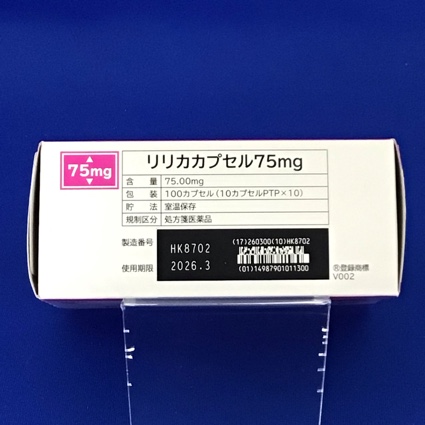 75mg
リリカカプセル75mg
含 量 75.00mg
包 装 100カプセル(10カプセルPTP×10)
貯 法 室温保存
規制区分 処方箋医薬品
製造番号 HK8702
使用期限 2026.3
(17)260300(10)HK8702
(01)14987901011300
®登録商標
V002